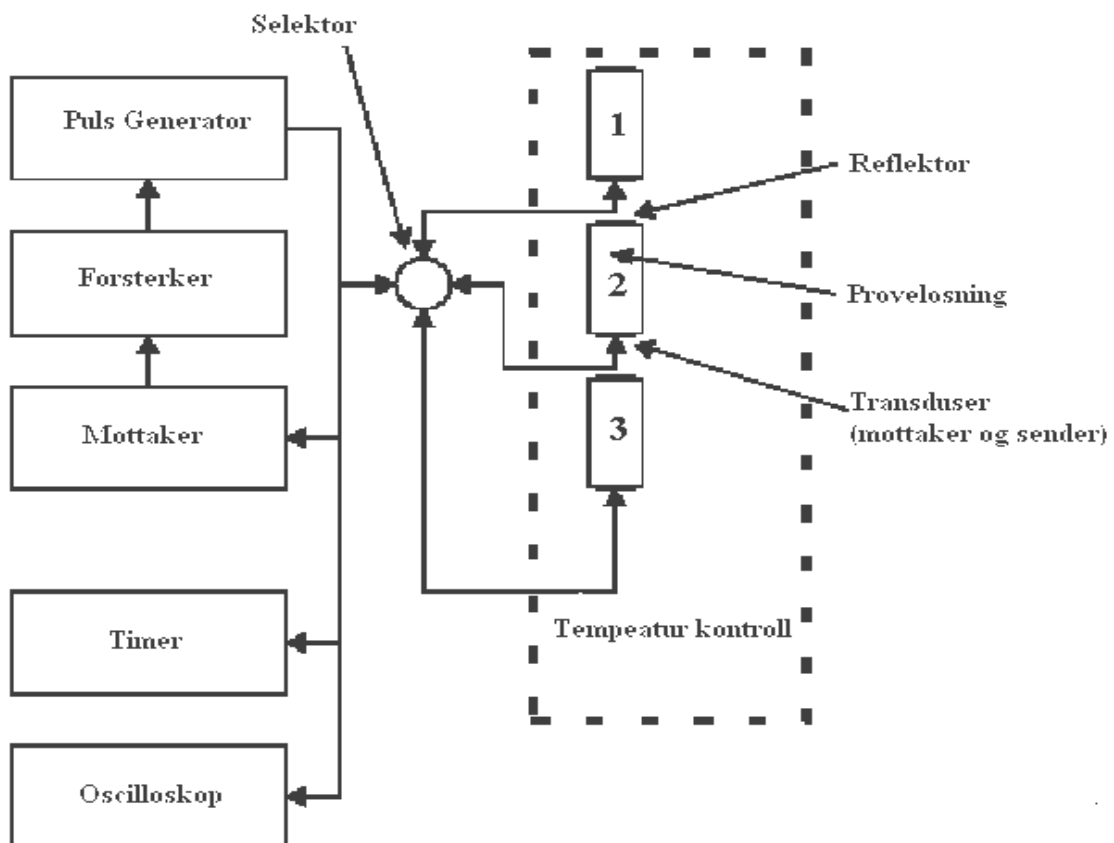 Selektor
Puls Generator
1
Reflektor
Forsterker
2
Provelosning
Mottaker
3
Transduser
(mottaker og sender)
Timer
Tempeatur kontroll
Oscilloskop